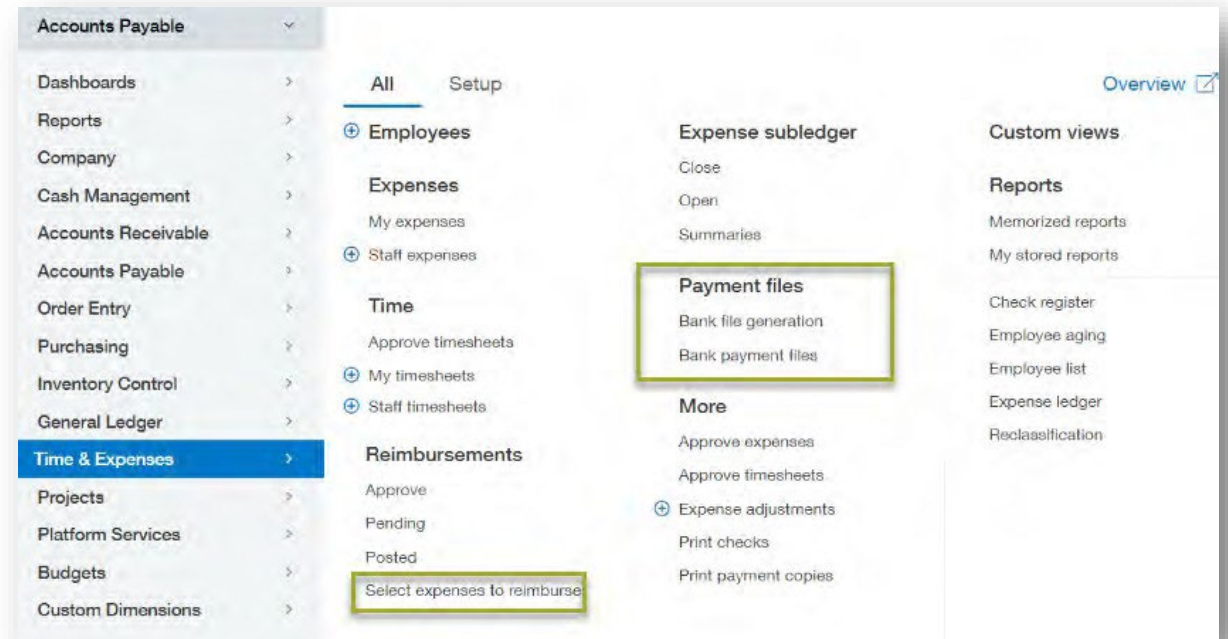 Accounts Payable
Dashboards
Reports
Company
Cash Management
Accounts Receivable
Accounts Payable
Order Entry
Purchasing
Inventory Control
General Ledger
Time & Expenses
Projects
Platform Services
Budgets
Custom Dimensions
All
Setup
Overview
Employees
Expenses
My expenses
Staff expenses
Time
Approve timesheets
My timesheets
Staff timesheets
Reimbursements
Approve
Pending
Posted
Select expenses to reimburse
Expense subledger
Close
Open
Summaries
Payment files
Bank file generation
Bank payment files
More
Approve expenses
Approve timesheets
Expense adjustments
Print checks
Print payment copies
Custom views
Reports
Memorized reports
My stored reports
Check register
Employee aging
Employee list
Expense ledger
Reclassification